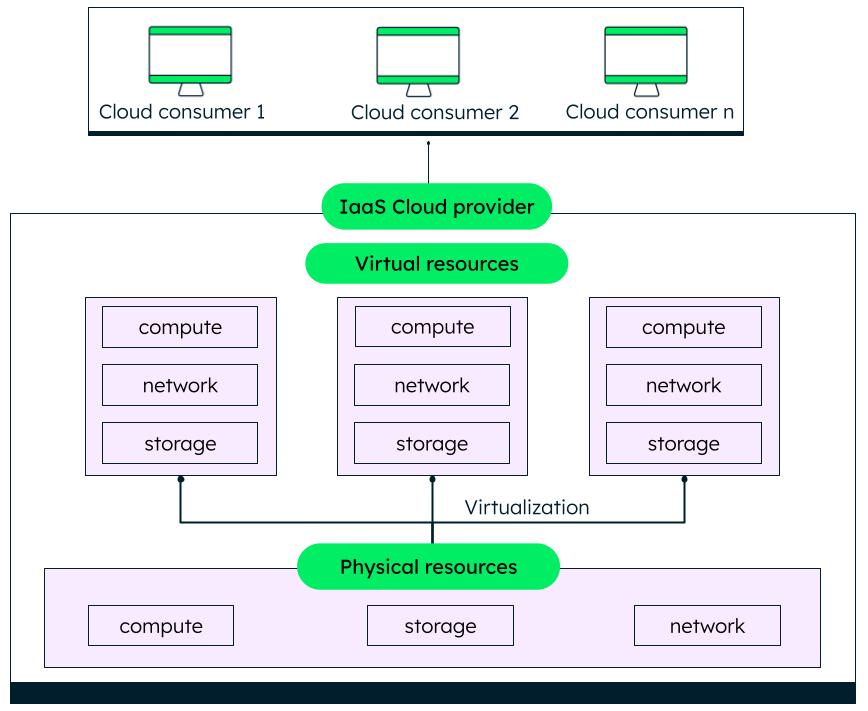 Cloud consumer 1
Cloud consumer 2
Cloud consumer n
IaaS Cloud provider
Virtual resources
compute
network
storage
compute
network
storage
compute
network
storage
Virtualization
Physical resources
compute
storage
network